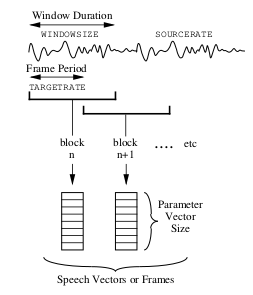 Window Duration
WINDOWSIZE SOURCERATE
Frame Period
TARGETRATE
block block .... etc
n n+1
Parameter
Vector
Size
Speech Vectors or Frames